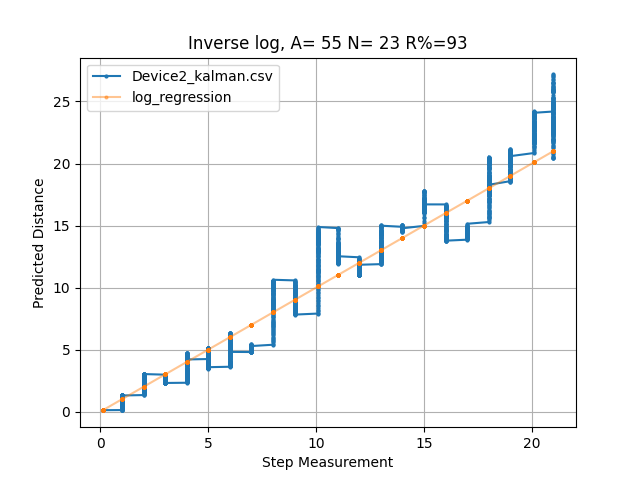 Inverse log, A= 55 N= 23 R%=93
Device2_kalman.csv
log_regression
Predicted Distance
25
20
15
10
5
0
0 5 10 15 20
Step Measurement